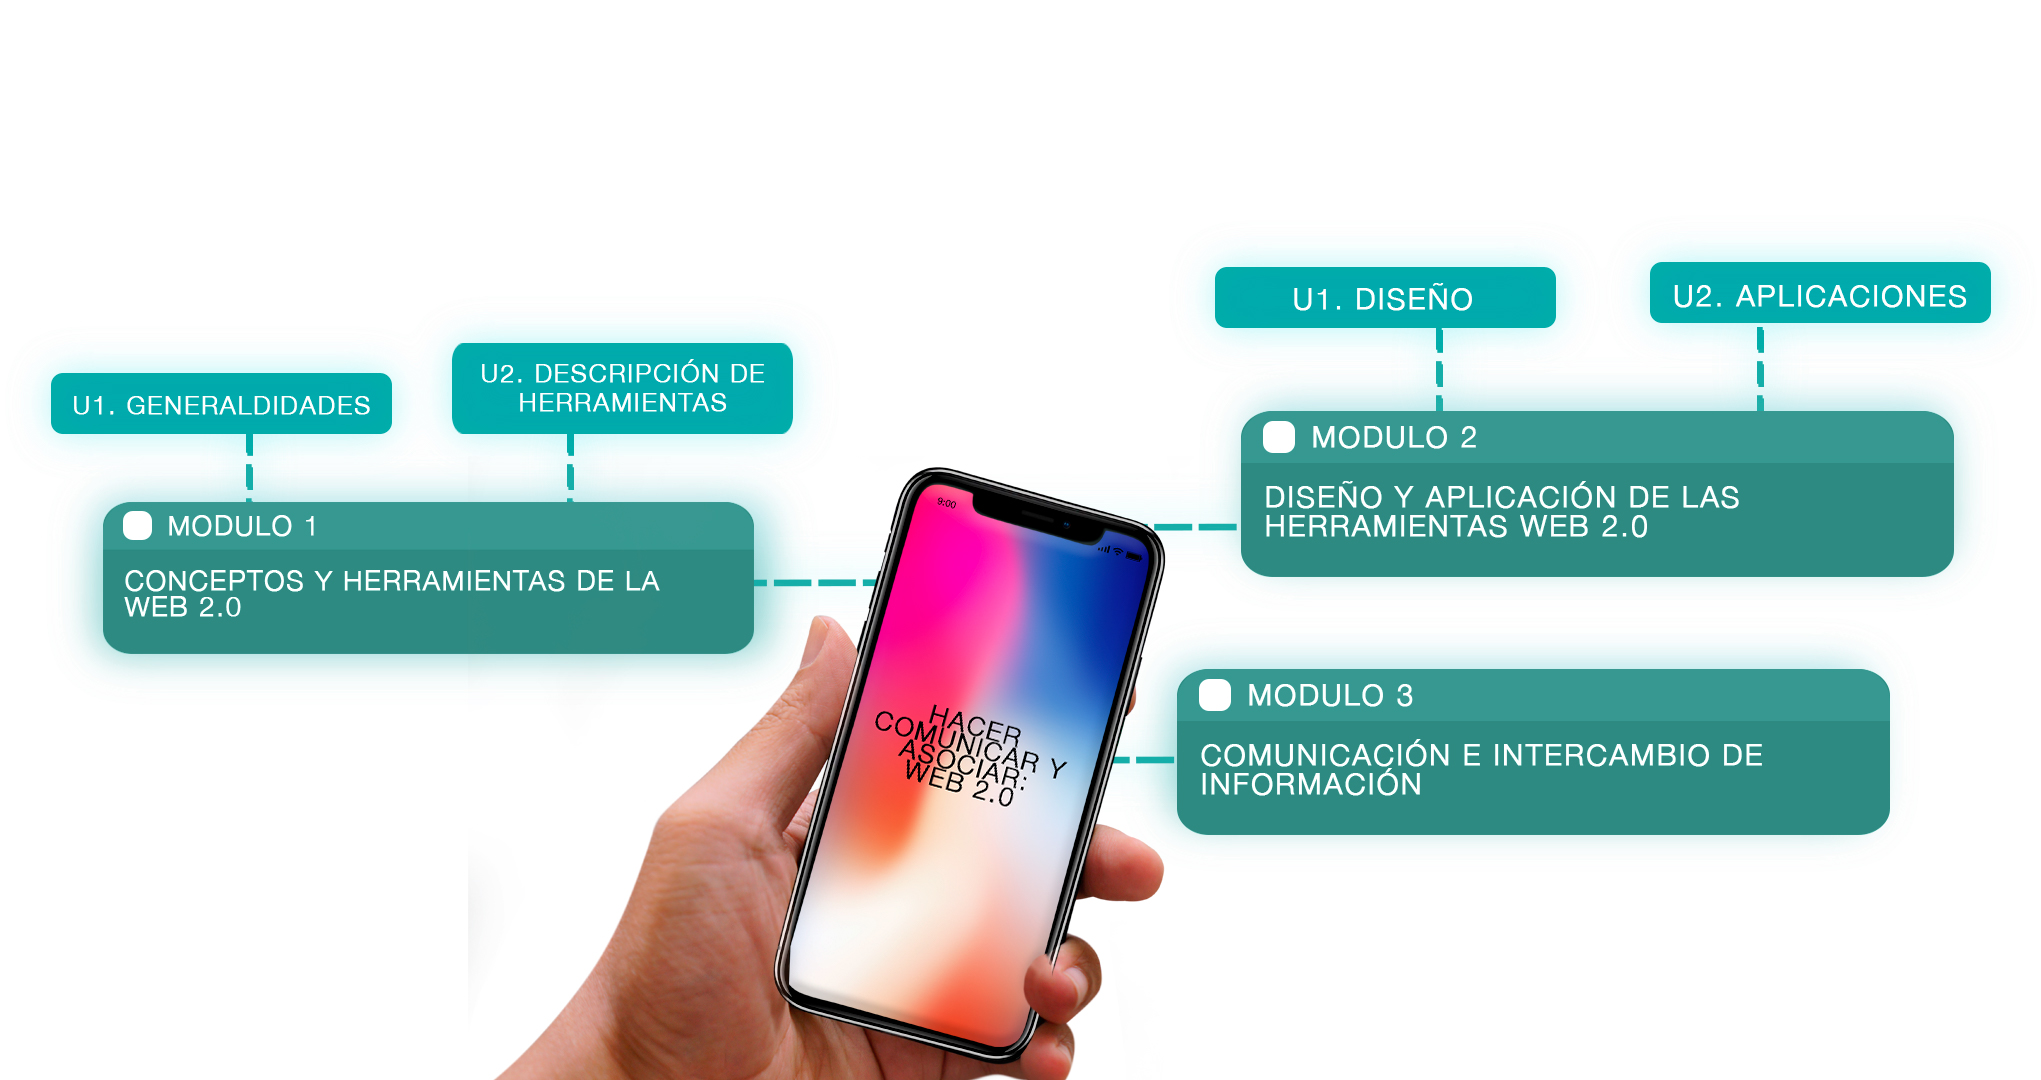 U1. GENERALDIDADES
U2. DESCRIPCIÓN DE
HERRAMIENTAS
MODULO 1
CONCEPTOS Y HERRAMIENTAS DE LA
WEB 2.0
9:00
HACER
COMUNICAR Y
ASOCIAR:
WEB 2.0
U1. DISEÑO
U2. APLICACIONES
MODULO 2
DISEÑO Y APLICACIÓN DE LAS
HERRAMIENTAS WEB 2.0
MODULO 3
COMUNICACIÓN E INTERCAMBIO DE
INFORMACIÓN